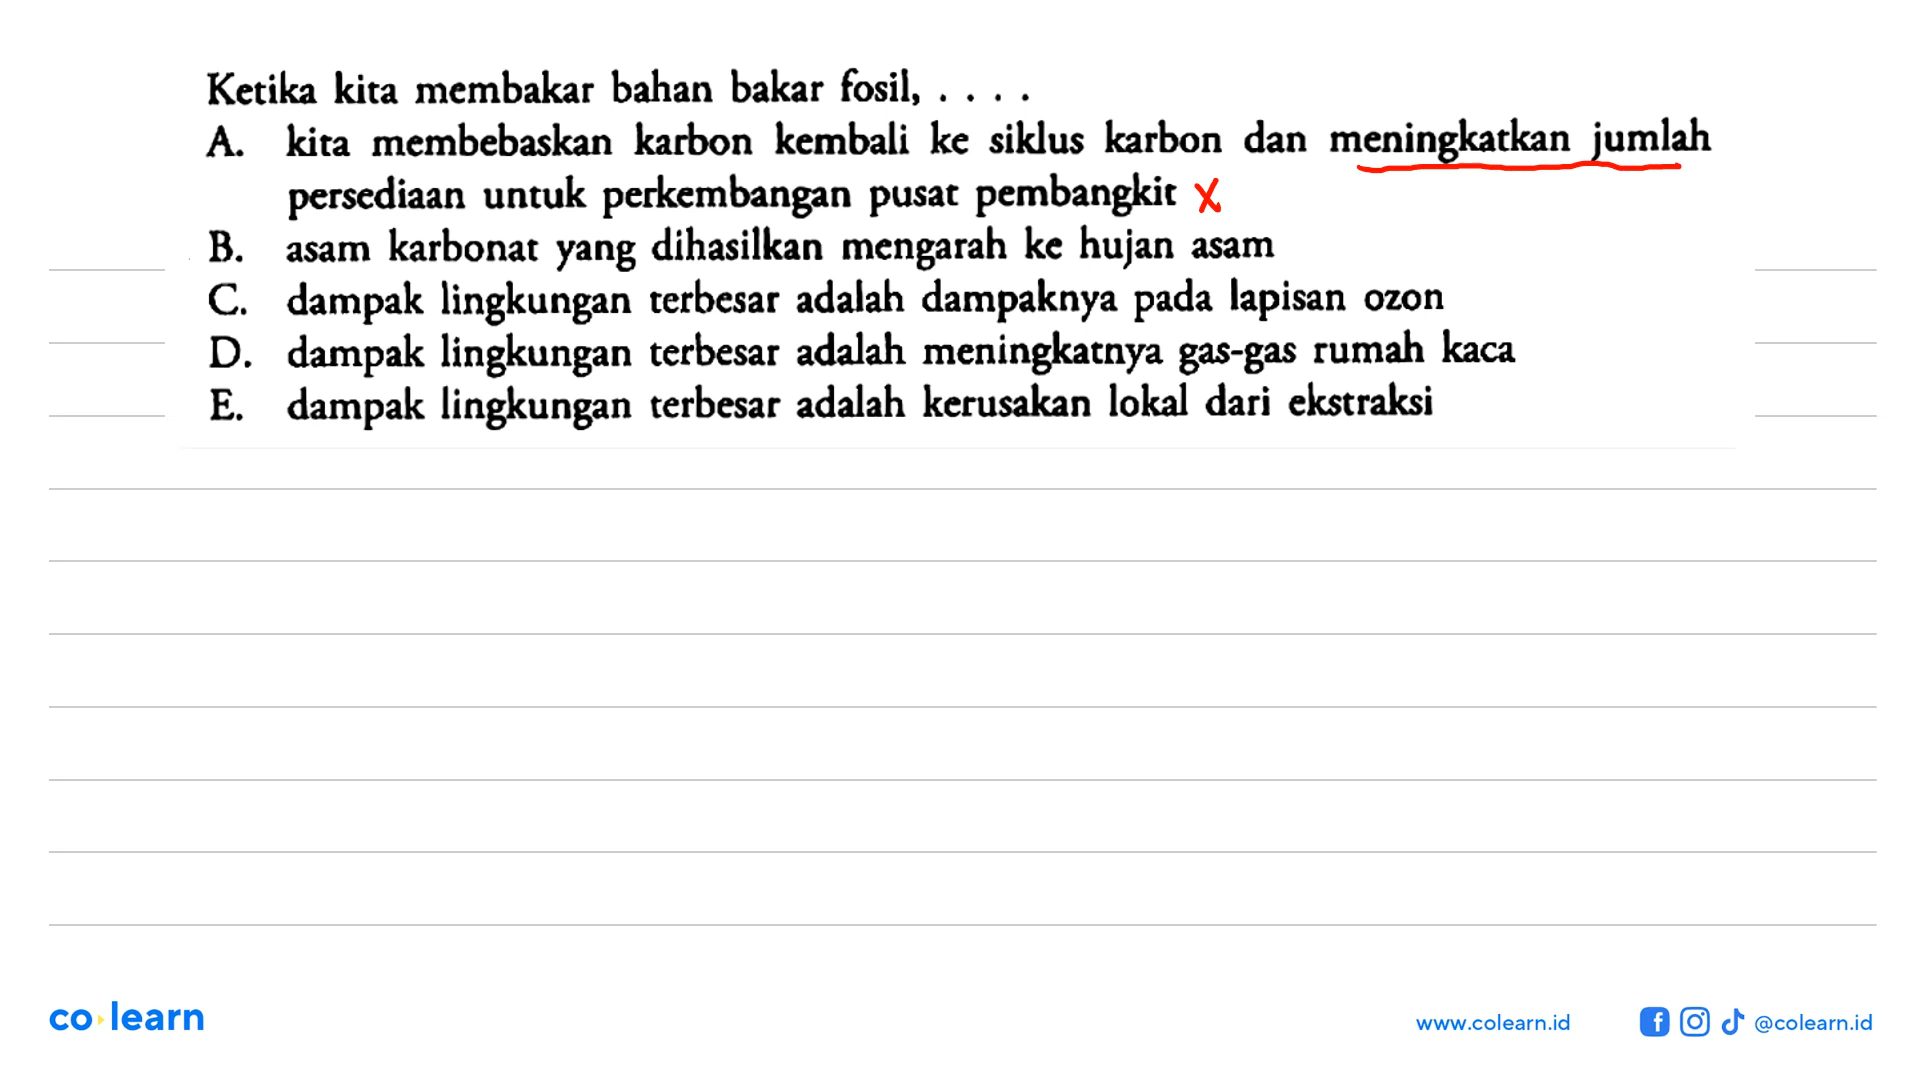 Ketika kita membakar bahan bakar fosil, . . . .
A. kita membebaskan karbon kembali ke siklus karbon dan meningkatkan jumlah
persediaan untuk perkembangan pusat pembangkit X
B. asam karbonat yang dihasilkan mengarah ke hujan asam
C. dampak lingkungan terbesar adalah dampaknya pada lapisan ozon
D. dampak lingkungan terbesar adalah meningkatnya gas-gas rumah kaca
E. dampak lingkungan terbesar adalah kerusakan lokal dari ekstraksi
co learn
www.colearn.id @colearn.id